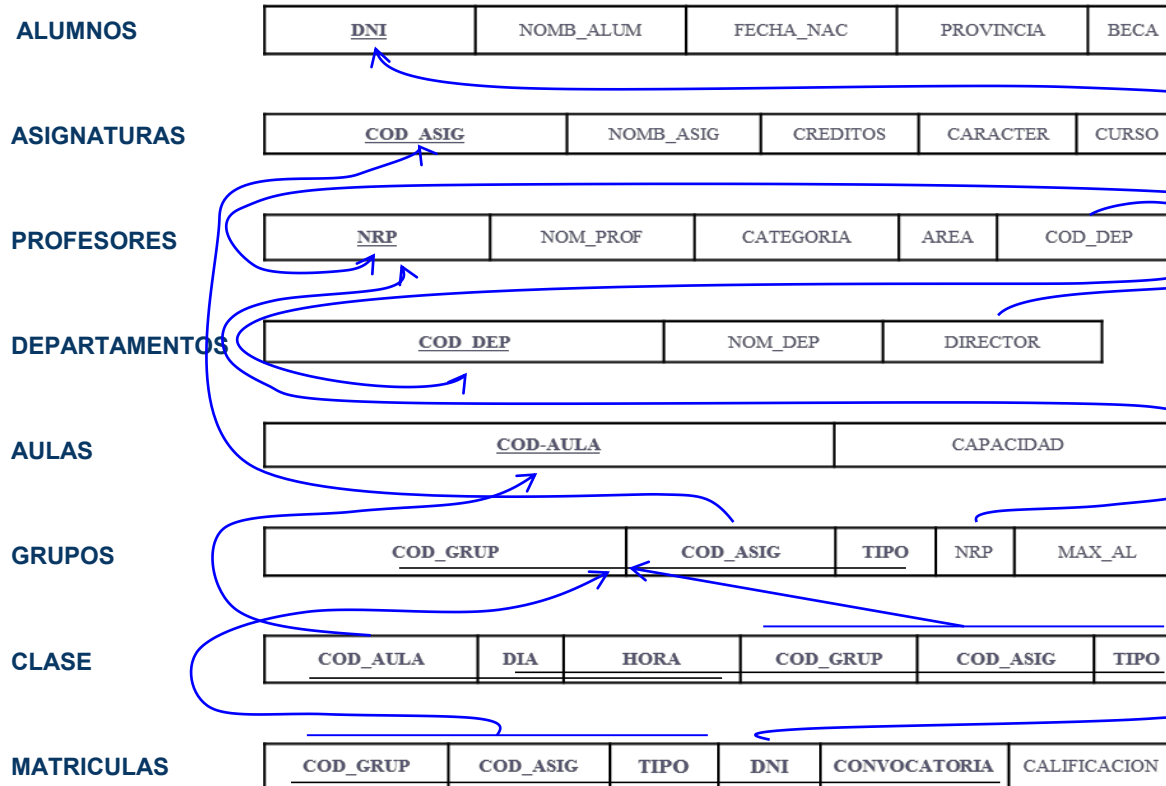 ALUMNOS DNI NOMB_ALUM FECHA_NAC PROVINCIA BECA
ASIGNATURAS COD_ASIG NOMB_ASIG CREDITOS CARACTER CURSO
PROFESORES NRP NOM_PROF CATEGORIA AREA COD_DEP
DEPARTAMENTOS COD_DEP NOM_DEP DIRECTOR
AULAS COD-AULA CAPACIDAD
GRUPOS COD_GRUP COD_ASIG TIPO NRP MAX_AL
CLASE COD_AULA DIA HORA COD_GRUP COD_ASIG TIPO
MATRICULAS COD_GRUP COD_ASIG TIPO DNI CONVOCATORIA CALIFICACION